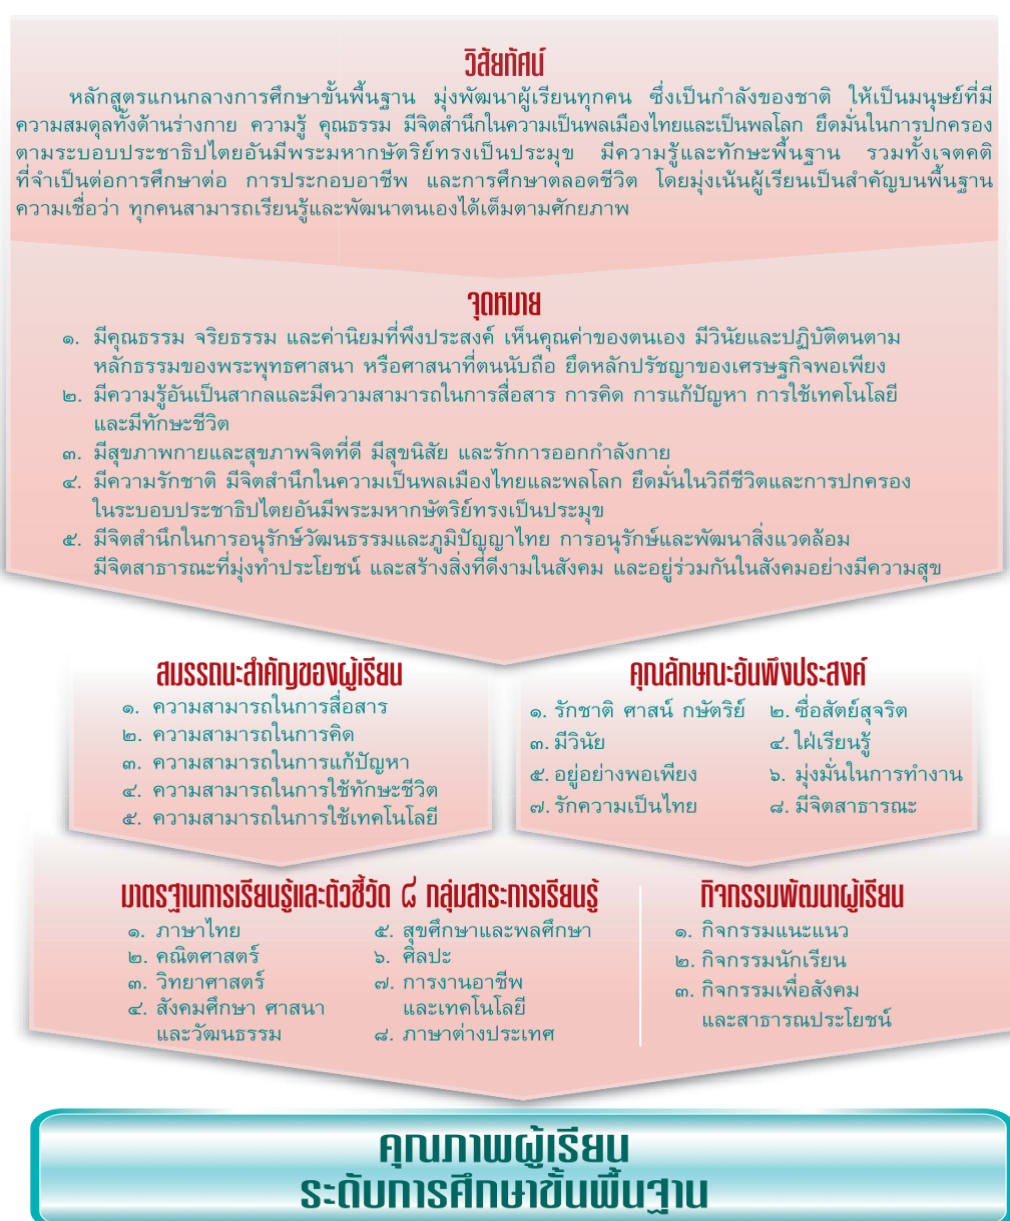 วิสัยทัศน์
หลักสูตรแกนกลางการศึกษาขั้นพื้นฐาน มุ่งพัฒนาผู้เรียนทุกคน ซึ่งเป็นกำลังของชาติ ให้เป็นมนุษย์ที่มี
ความสมดุลทั้งด้านร่างกาย ความรู้ คุณธรรม มีจิตสำนึกในความเป็นพลเมืองไทยและเป็นพลโลก ยึดมั่นในการปกครอง
ตามระบอบประชาธิปไตยอันมีพระมหากษัตริย์ทรงเป็นประมุข มีความรู้และทักษะพื้นฐาน รวมทั้งเจตคติ
ที่จำเป็นต่อการศึกษาต่อ การประกอบอาชีพ และการศึกษาตลอดชีวิต โดยมุ่งเน้นผู้เรียนเป็นสำคัญบนพื้นฐาน
ความเชื่อว่า ทุกคนสามารถเรียนรู้และพัฒนาตนเองได้เต็มตามศักยภาพ
จุดหมาย
๑. มีคุณธรรม จริยธรรม และค่านิยมที่พึงประสงค์ เห็นคุณค่าของตนเอง มีวินัยและปฏิบัติตนตาม
หลักธรรมของพระพุทธศาสนา หรือศาสนาที่ตนนับถือ ยึดหลักปรัชญาของเศรษฐกิจพอเพียง
๒. มีความรู้อันเป็นสากลและมีความสามารถในการสื่อสาร การคิด การแก้ปัญหา การใช้เทคโนโลยี
และมีทักษะชีวิต
๓. มีสุขภาพกายและสุขภาพจิตที่ดี มีสุขนิสัย และรักการออกกำลังกาย
๔. มีความรักชาติ มีจิตสำนึกในความเป็นพลเมืองไทยและพลโลก ยึดมั่นในวิถีชีวิตและการปกครอง
ในระบอบประชาธิปไตยอันมีพระมหากษัตริย์ทรงเป็นประมุข
๕. มีจิตสำนึกในการอนุรักษ์วัฒนธรรมและภูมิปัญญาไทย การอนุรักษ์และพัฒนาสิ่งแวดล้อม
มีจิตสาธารณะที่มุ่งทำประโยชน์ และสร้างสิ่งที่ดีงามในสังคม และอยู่ร่วมกันในสังคมอย่างมีความสุข
สมรรถนะสำคัญของผู้เรียน
๑. ความสามารถในการสื่อสาร
๒. ความสามารถในการคิด
๓. ความสามารถในการแก้ปัญหา
๔. ความสามารถในการใช้ทักษะชีวิต
๕. ความสามารถในการใช้เทคโนโลยี
คุณลักษณะอันพึงประสงค์
๑. รักชาติ ศาสน์ กษัตริย์ ๒. ซื่อสัตย์สุจริต
๓. มีวินัย ๔. ใฝ่เรียนรู้
๕. อยู่อย่างพอเพียง ๖. มุ่งมั่นในการทำงาน
๗. รักความเป็นไทย ๘. มีจิตสาธารณะ
มาตรฐานการเรียนรู้และตัวชี้วัด ๘ กลุ่มสาระการเรียนรู้
๑. ภาษาไทย
๒. คณิตศาสตร์
๓. วิทยาศาสตร์
๔. สังคมศึกษา ศาสนา
และวัฒนธรรม
๕. สุขศึกษาและพลศึกษา
๖. ศิลปะ
๗. การงานอาชีพ
และเทคโนโลยี
๘. ภาษาต่างประเทศ
กิจกรรมพัฒนาผู้เรียน
๑. กิจกรรมแนะแนว
๒. กิจกรรมนักเรียน
๓. กิจกรรมเพื่อสังคม
และสาธารณประโยชน์
คุณภาพผู้เรียน
ระดับการศึกษาขั้นพื้นฐาน